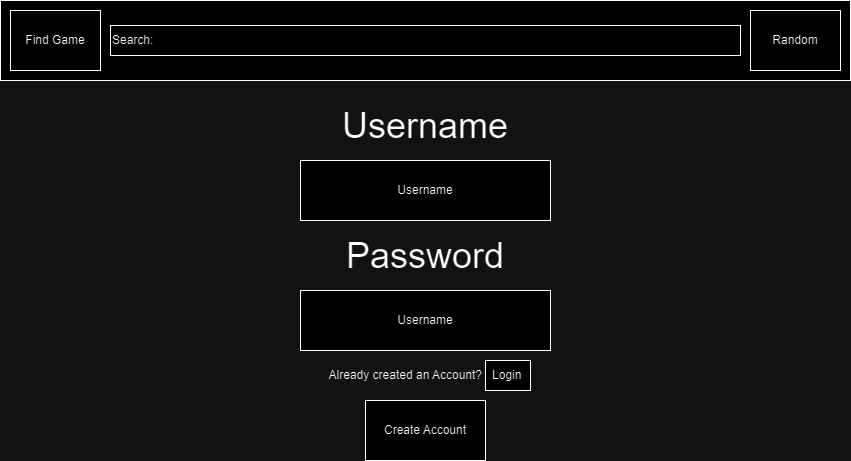 Find Game
Search:
Random
Username
Username
Password
Username
Already created an Account? Login
Create Account